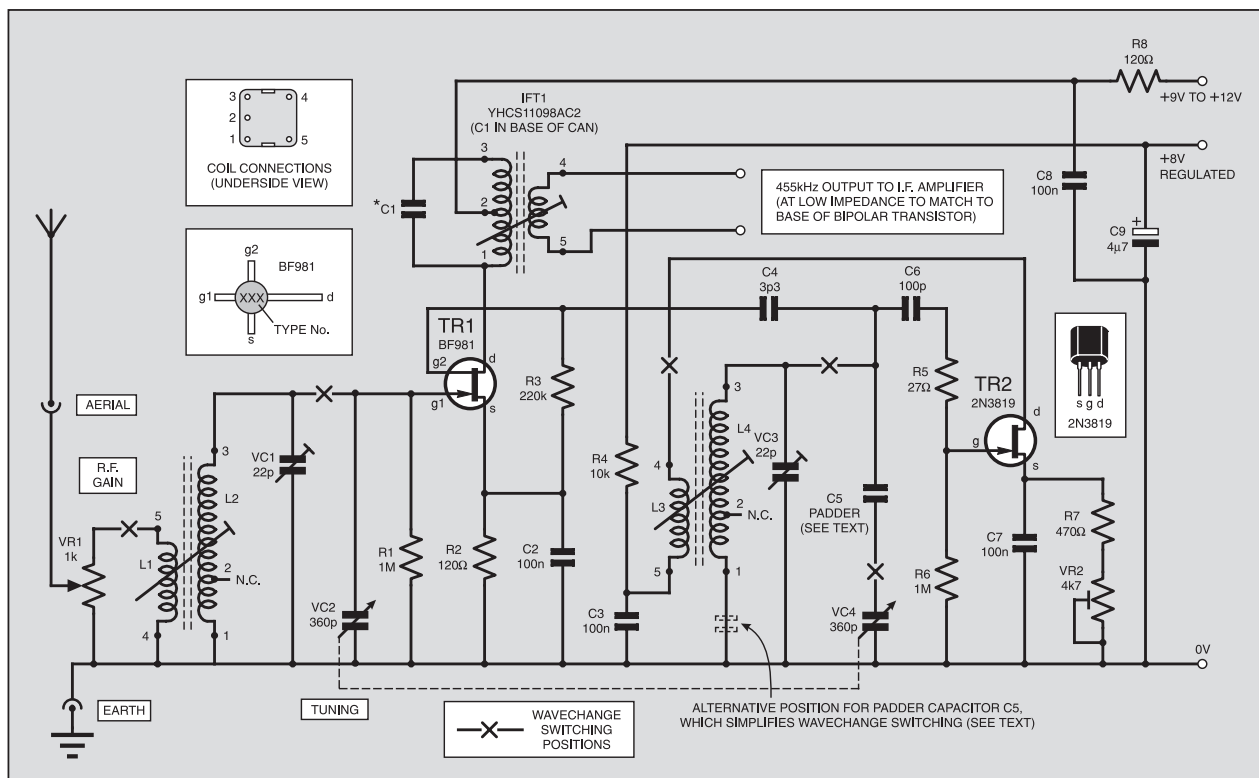 R8
120Ω
+9V TO +12V
IFT1
YHCS11098AC2
(C1 IN BASE OF CAN)
3
4
2
1
5
COIL CONNECTIONS
(UNDERSIDE VIEW)
3
4
*C1
2
1
5
455kHz OUTPUT TO I.F. AMPLIFIER
(AT LOW IMPEDANCE TO MATCH TO
BASE OF BIPOLAR TRANSISTOR)
+8V
REGULATED
C8
100n
+
C9
4µ7
g2
BF981
g1
XXX
d
TYPE No.
s
TR1
BF981
g2
d
g1
s
C4
3p3
C6
100p
R3
220k
R5
27Ω
TR2
2N3819
d
g
s
s g d
2N3819
AERIAL
R.F.
GAIN
VR1
1k
5
L1
4
3
L2
2
N.C.
1
VC1
22p
VC2
360p
R1
1M
R2
120Ω
C2
100n
R4
10k
C3
100n
4
L3
5
3
L4
2
N.C.
1
VC3
22p
C5
PADDER
(SEE TEXT)
VC4
360p
R6
1M
C7
100n
R7
470Ω
VR2
4k7
0V
EARTH
TUNING
WAVECHANGE
SWITCHING
POSITIONS
ALTERNATIVE POSITION FOR PADDER CAPACITOR C5,
WHICH SIMPLIFIES WAVECHANGE SWITCHING (SEE TEXT)